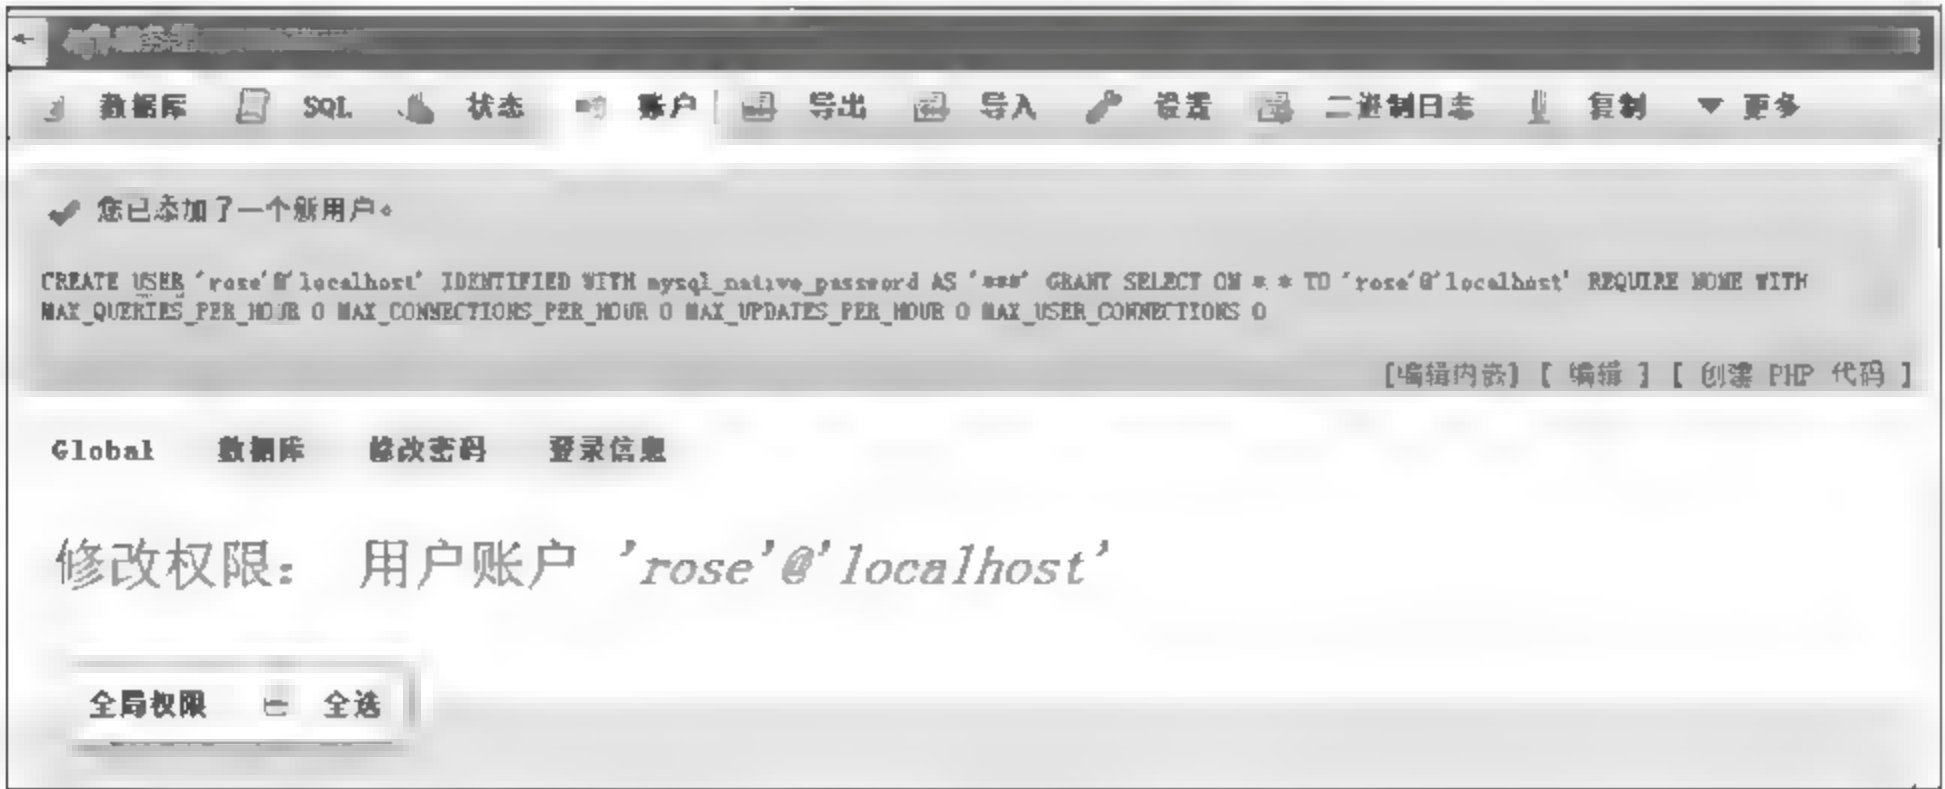 数据库 SQL 状态 账户 导出 导入 设置 二进制日志 复制 更多
您已添加了一个新用户。
CREATE USER 'rose'@'localhost' IDENTIFIED WITH mysql_native_password AS '***' GRANT SELECT ON *.* TO 'rose'@'localhost' REQUIRE NONE WITH
MAX_QUERIES_PER_HOUR 0 MAX_CONNECTIONS_PER_HOUR 0 MAX_UPDATES_PER_HOUR 0 MAX_USER_CONNECTIONS 0
[编辑内嵌] [ 编辑 ] [ 创建 PHP 代码 ]
Global 数据库 修改密码 登录信息
修改权限: 用户账户 'rose'@'localhost'
全局权限 全选